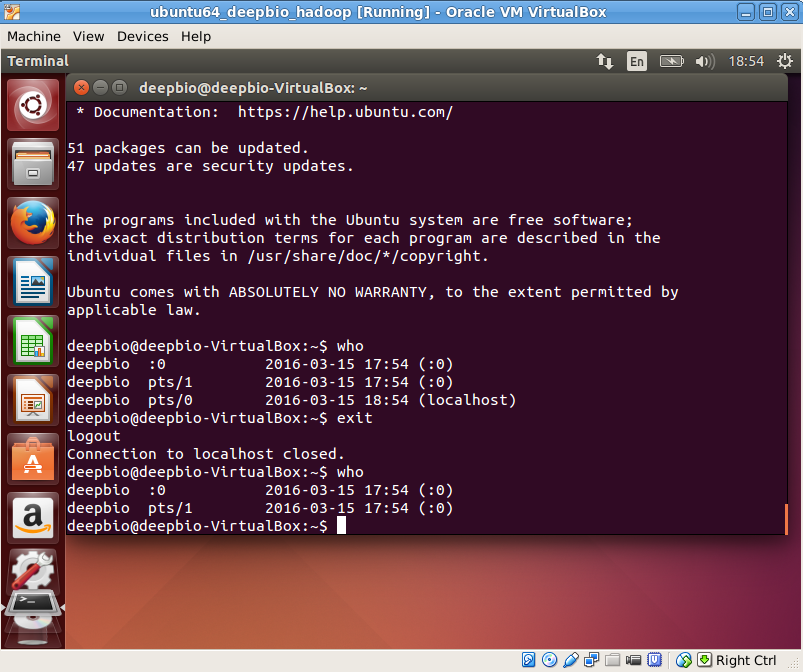 ubuntu64_deepbio_hadoop [Running] - Oracle VM VirtualBox
Machine View Devices Help
Terminal En 18:54
deepbio@deepbio-VirtualBox: ~
* Documentation:  https://help.ubuntu.com/
51 packages can be updated.
47 updates are security updates.
The programs included with the Ubuntu system are free software;
the exact distribution terms for each program are described in the
individual files in /usr/share/doc/*/copyright.
Ubuntu comes with ABSOLUTELY NO WARRANTY, to the extent permitted by
applicable law.
deepbio@deepbio-VirtualBox:~$ who
deepbio  :0           2016-03-15 17:54 (:0)
deepbio  pts/1        2016-03-15 17:54 (:0)
deepbio  pts/0        2016-03-15 18:54 (localhost)
deepbio@deepbio-VirtualBox:~$ exit
logout
Connection to localhost closed.
deepbio@deepbio-VirtualBox:~$ who
deepbio  :0           2016-03-15 17:54 (:0)
deepbio  pts/1        2016-03-15 17:54 (:0)
deepbio@deepbio-VirtualBox:~$
Right Ctrl